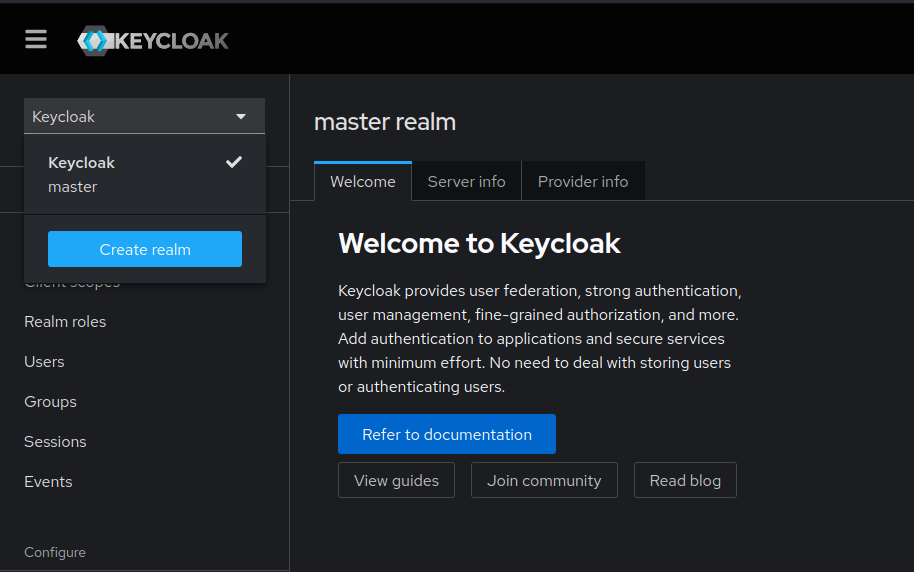 KEYCLOAK
Keycloak
Keycloak
master
Create realm
Client scopes
Realm roles
Users
Groups
Sessions
Events
Configure
master realm
Welcome
Server info
Provider info
Welcome to Keycloak
Keycloak provides user federation, strong authentication,
user management, fine-grained authorization, and more.
Add authentication to applications and secure services
with minimum effort. No need to deal with storing users
or authenticating users.
Refer to documentation
View guides
Join community
Read blog